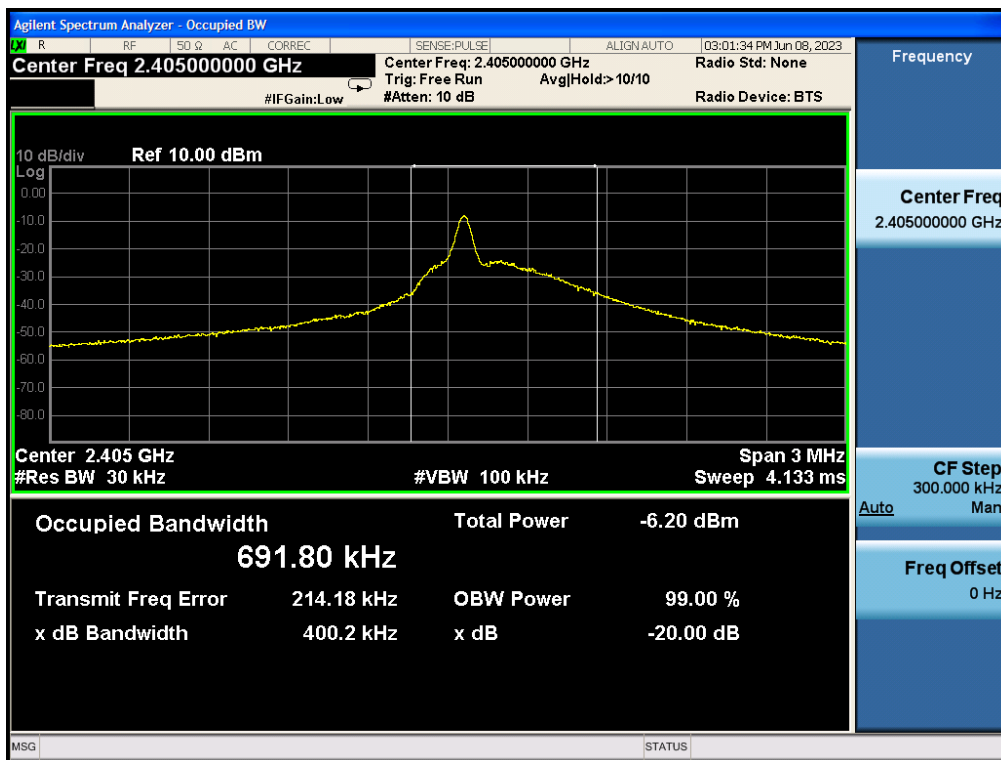 Agilent Spectrum Analyzer - Occupied BW
LXI R RF 50 Ω AC CORREC SENSE:PULSE ALIGN AUTO 03:01:34 PM Jun 08, 2023
Center Freq 2.405000000 GHz
Center Freq: 2.405000000 GHz
Radio Std: None
Trig: Free Run Avg|Hold:>10/10
#IFGain:Low
#Atten: 10 dB
Radio Device: BTS
10 dB/div Ref 10.00 dBm
Log
0.00
-10.0
-20.0
-30.0
-40.0
-50.0
-60.0
-70.0
-80.0
Center 2.405 GHz Span 3 MHz
#Res BW 30 kHz #VBW 100 kHz Sweep 4.133 ms
Occupied Bandwidth Total Power -6.20 dBm
691.80 kHz
Transmit Freq Error 214.18 kHz OBW Power 99.00 %
x dB Bandwidth 400.2 kHz x dB -20.00 dB
Frequency
Center Freq
2.405000000 GHz
CF Step
300.000 kHz
Auto Man
Freq Offset
0 Hz
MSG STATUS